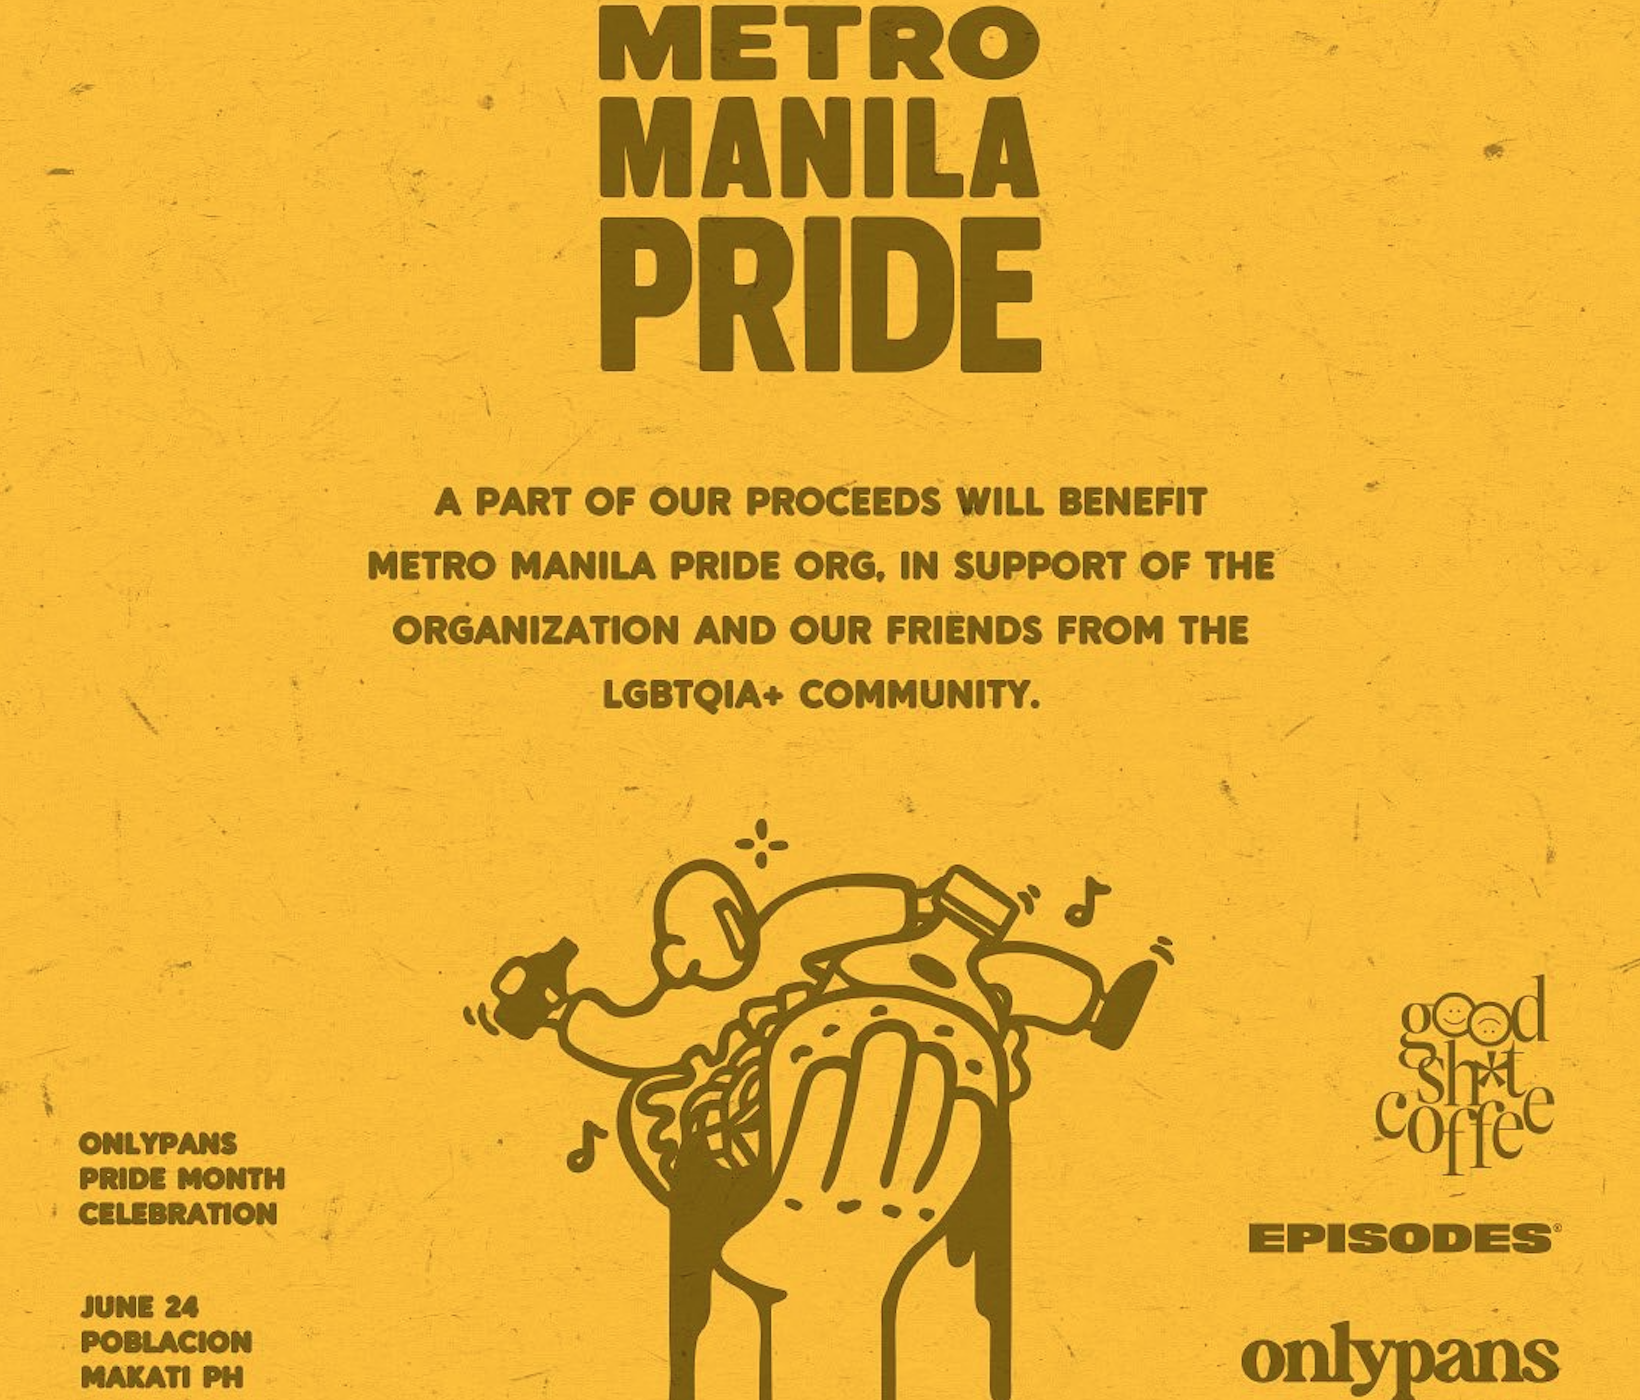 METRO
MANILA
PRIDE
A PART OF OUR PROCEEDS WILL BENEFIT
METRO MANILA PRIDE ORG, IN SUPPORT OF THE
ORGANIZATION AND OUR FRIENDS FROM THE
LGBTQIA+ COMMUNITY.
ONLYPANS
PRIDE MONTH
CELEBRATION
JUNE 24
POBLACION
MAKATI PH
good
sh*t
coffee
EPISODES®
onlypans